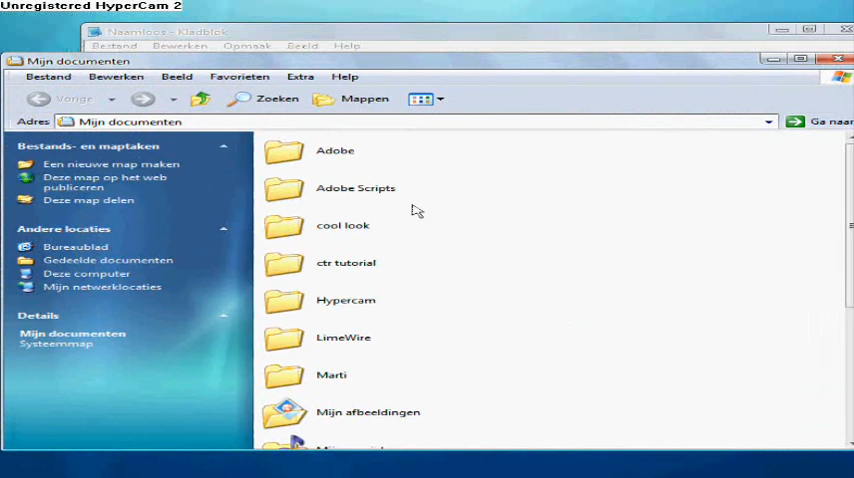 Unregistered HyperCam 2
Naamloos - Kladblok
Bestand Bewerken Opmaak Beeld Help
Mijn documenten
Bestand Bewerken Beeld Favorieten Extra Help
Vorige Zoeken Mappen
Adres Mijn documenten Ga naar
Bestands- en maptaken
Een nieuwe map maken
Deze map op het web
publiceren
Deze map delen
Andere locaties
Bureaublad
Gedeelde documenten
Deze computer
Mijn netwerklocaties
Details
Mijn documenten
Systeemmap
Adobe
Adobe Scripts
cool look
ctr tutorial
Hypercam
LimeWire
Marti
Mijn afbeeldingen